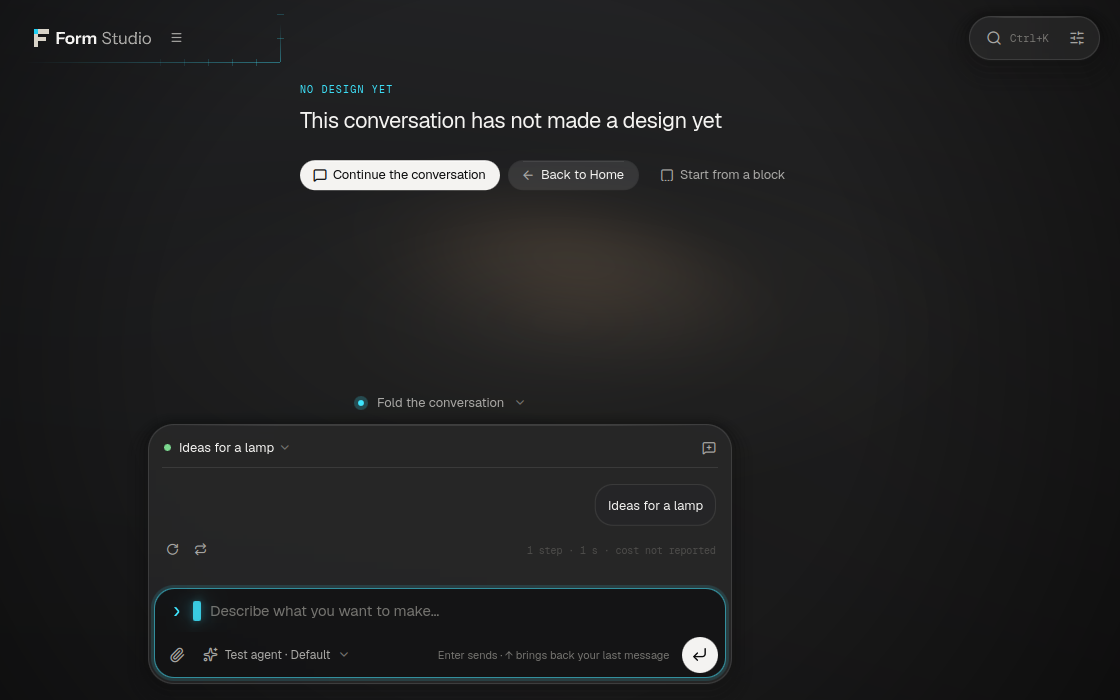 Form Studio
Ctrl+K
NO DESIGN YET
This conversation has not made a design yet
Continue the conversation
Back to Home
Start from a block
Fold the conversation
Ideas for a lamp
Ideas for a lamp
1 step · 1 s · cost not reported
Describe what you want to make…
Test agent · Default
Enter sends · ↑ brings back your last message